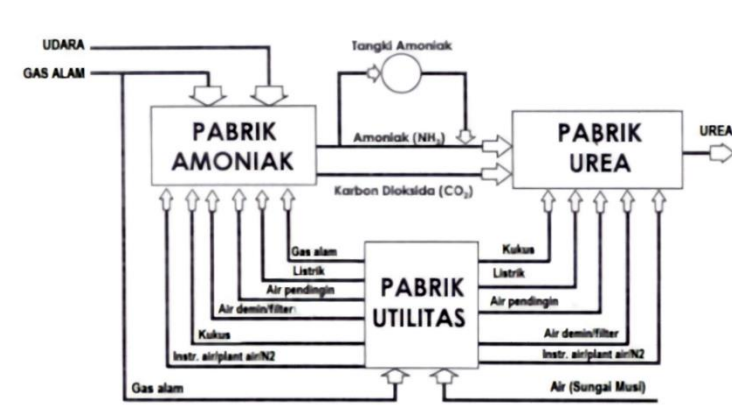 UDARA
GAS ALAM
Tangki Amoniak
PABRIK
AMONIAK
Amoniak (NH3)
Karbon Dioksida (CO2)
PABRIK
UREA
UREA
Gas alam
Listrik
Air pendingin
Air demin/filter
Kukus
Instr. air/plant air/N2
PABRIK
UTILITAS
Kukus
Listrik
Air pendingin
Air demin/filter
Instr. air/plant air/N2
Gas alam
Air (Sungai Musi)